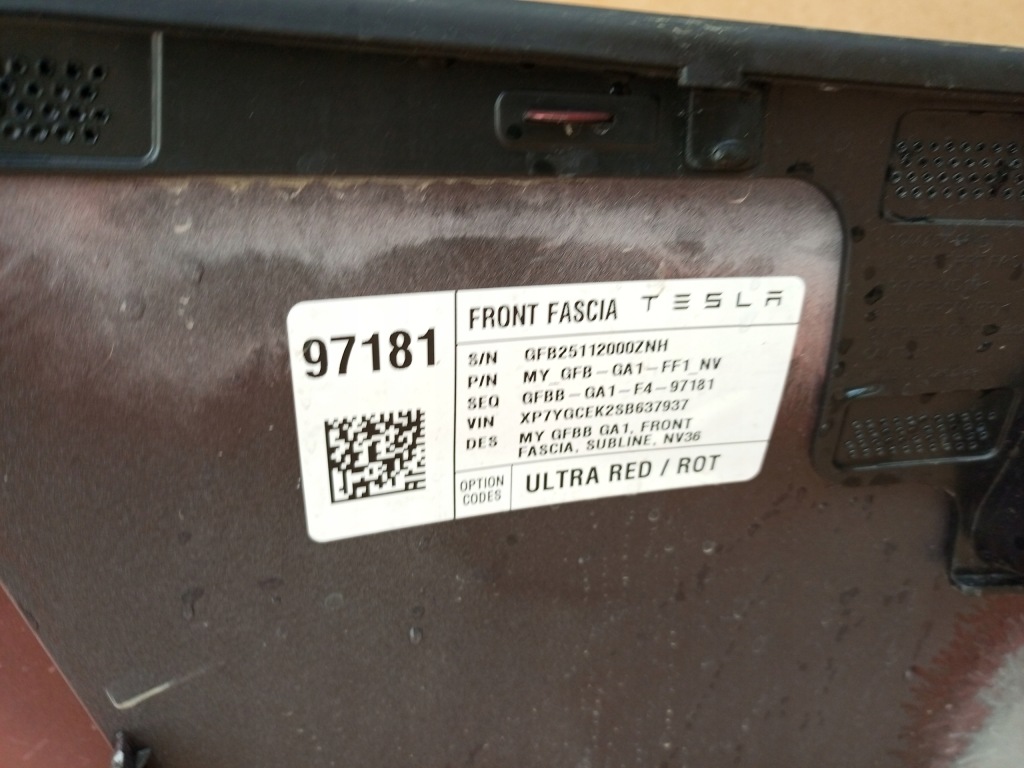 97181
FRONT FASCIA TESLA
S/N GFB25112000ZNH
P/N MY_GFB-GA1-FF1_NV
SEQ GFBB-GA1-F4-97181
VIN XP7YGCEK2SB637937
DES MY GFBB GA1, FRONT
FASCIA, SUBLINE, NV36
OPTION
CODES
ULTRA RED / ROT